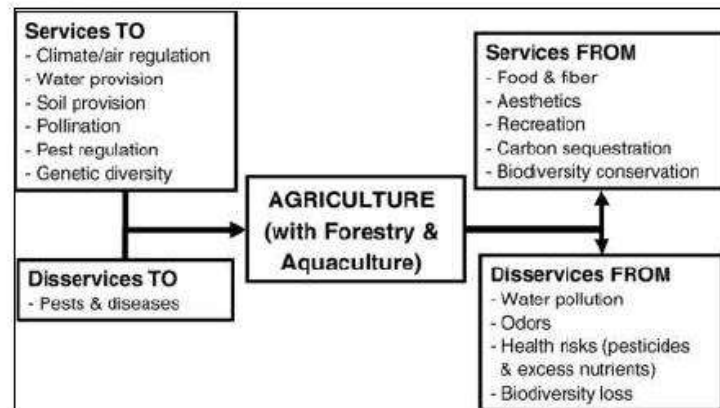 Services TO
- Climate/air regulation
- Water provision
- Soil provision
- Pollination
- Pest regulation
- Genetic diversity
Disservices TO
- Pests & diseases
AGRICULTURE
(with Forestry &
Aquaculture)
Services FROM
- Food & fiber
- Aesthetics
- Recreation
- Carbon sequestration
- Biodiversity conservation
Disservices FROM
- Water pollution
- Odors
- Health risks (pesticides
& excess nutrients)
- Biodiversity loss